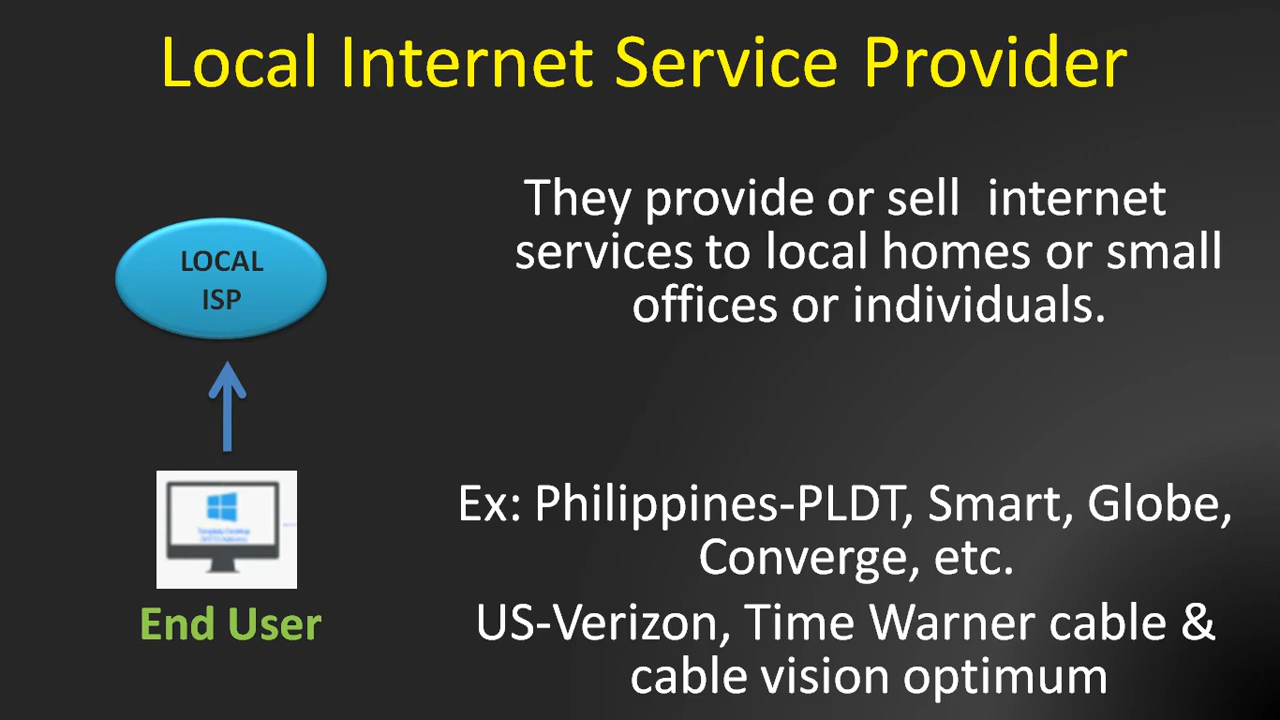 Local Internet Service Provider
They provide or sell internet
services to local homes or small
offices or individuals.
LOCAL
ISP
Ex: Philippines-PLDT, Smart, Globe,
Converge, etc.
End User
US-Verizon, Time Warner cable &
cable vision optimum